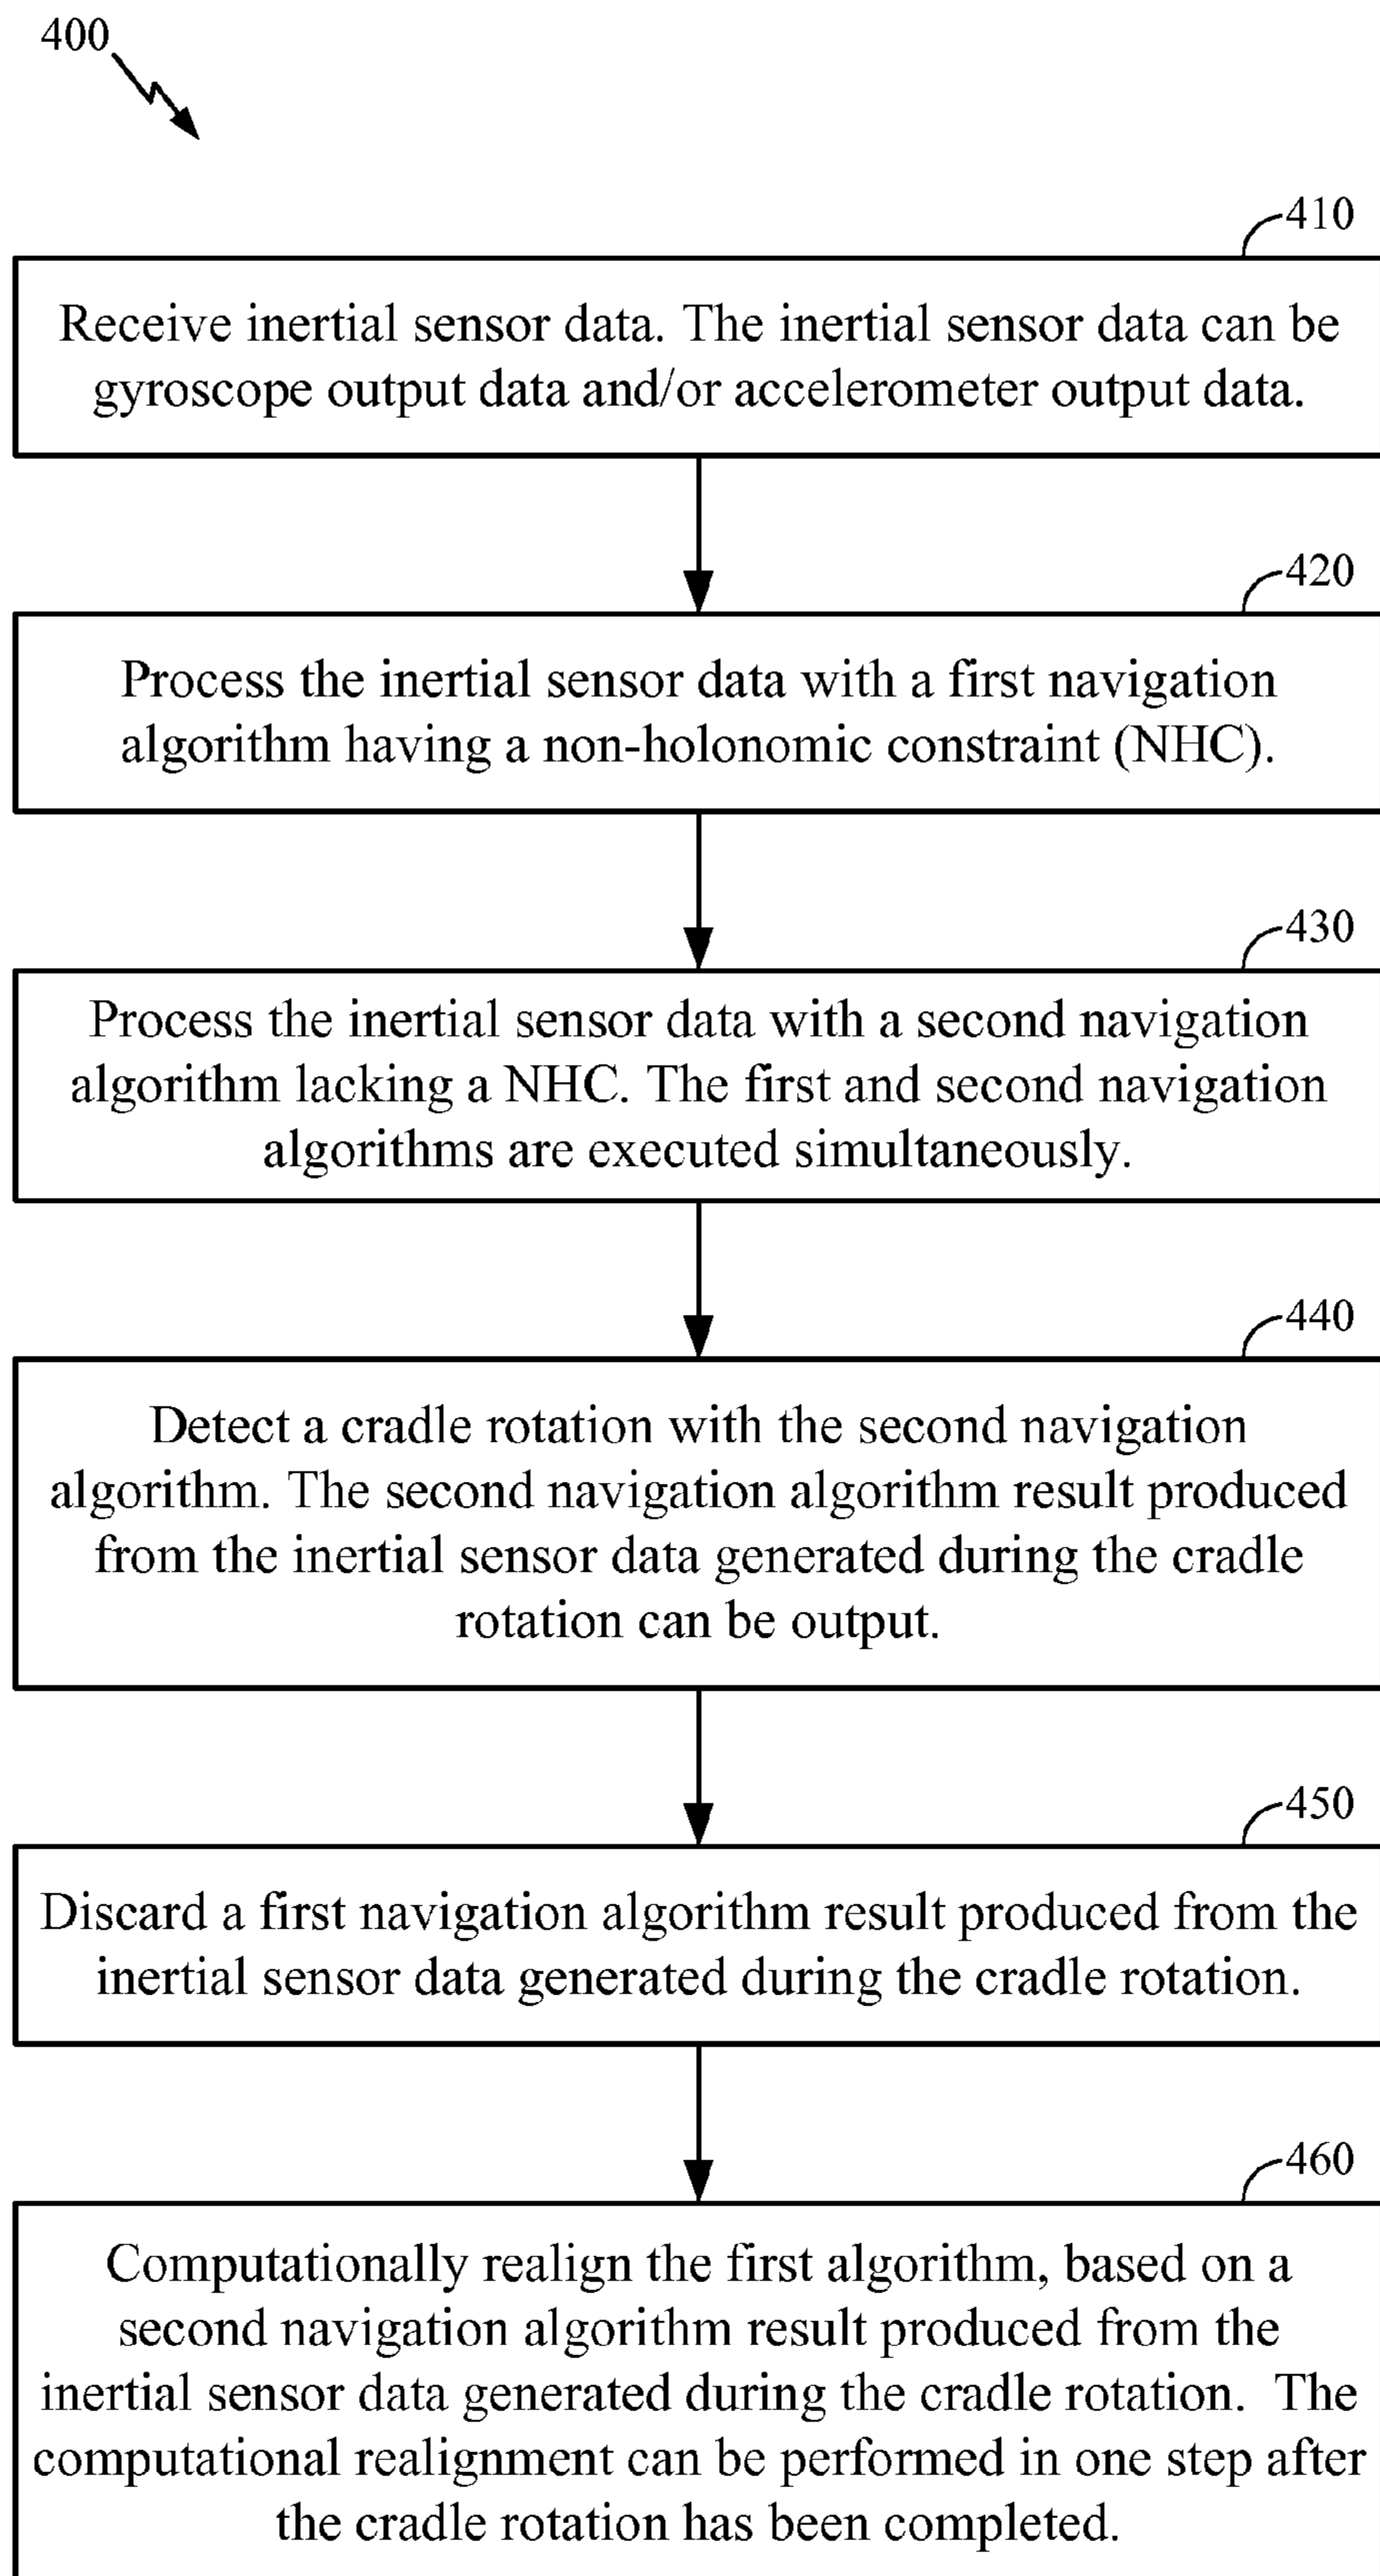 400
410
Receive inertial sensor data. The inertial sensor data can be
gyroscope output data and/or accelerometer output data.
420
Process the inertial sensor data with a first navigation
algorithm having a non-holonomic constraint (NHC).
430
Process the inertial sensor data with a second navigation
algorithm lacking a NHC. The first and second navigation
algorithms are executed simultaneously.
440
Detect a cradle rotation with the second navigation
algorithm. The second navigation algorithm result produced
from the inertial sensor data generated during the cradle
rotation can be output.
450
Discard a first navigation algorithm result produced from the
inertial sensor data generated during the cradle rotation.
460
Computationally realign the first algorithm, based on a
second navigation algorithm result produced from the
inertial sensor data generated during the cradle rotation.  The
computational realignment can be performed in one step after
the cradle rotation has been completed.